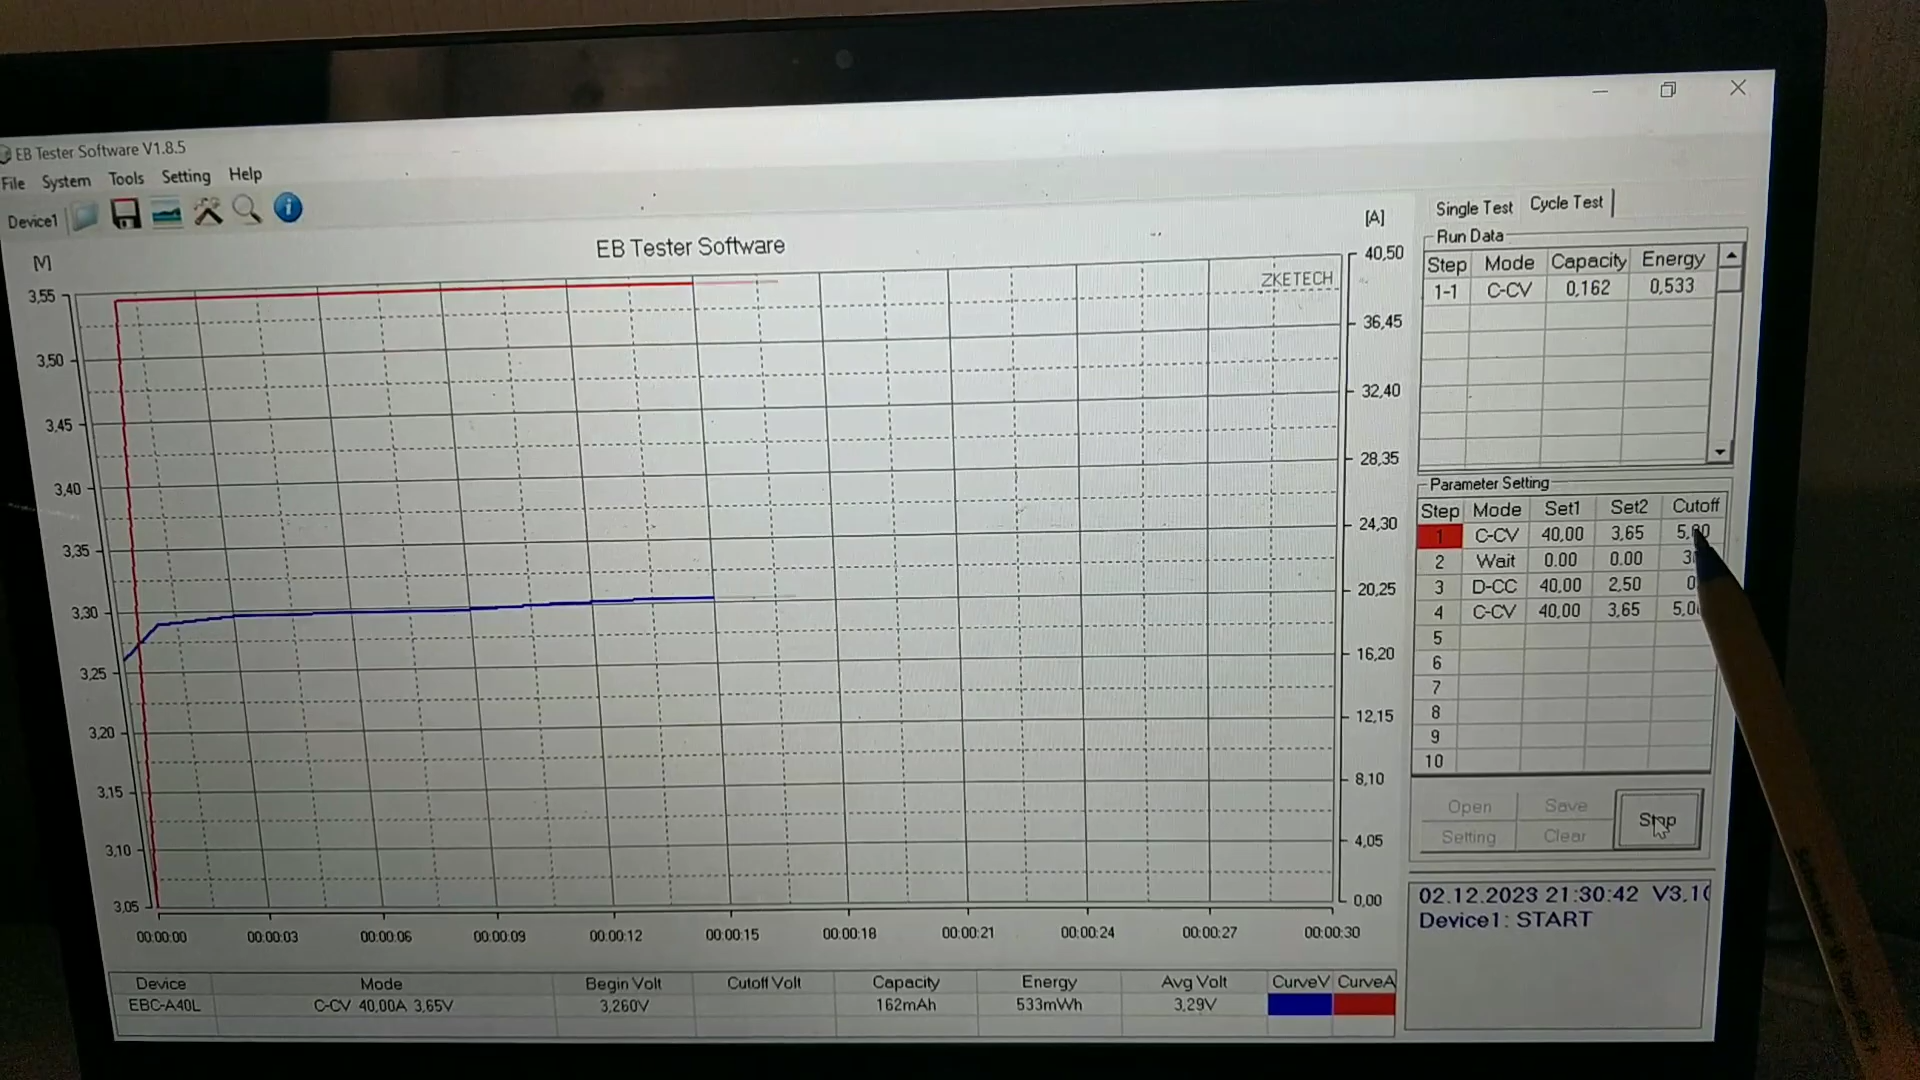 EB Tester Software V1.8.5
File System Tools Setting Help
Device1
EB Tester Software
[V]
[A]
ZKETECH
3,55
3,50
3,45
3,40
3,35
3,30
3,25
3,20
3,15
3,10
3,05
40,50
36,45
32,40
28,35
24,30
20,25
16,20
12,15
8,10
4,05
0,00
00:00:00 00:00:03 00:00:06 00:00:09 00:00:12 00:00:15 00:00:18 00:00:21 00:00:24 00:00:27 00:00:30
Device Mode Begin Volt Cutoff Volt Capacity Energy Avg Volt CurveV CurveA
EBC-A40L C-CV 40,00A 3,65V 3,260V 162mAh 533mWh 3,29V
Single Test Cycle Test
Run Data
Step Mode Capacity Energy
1-1 C-CV 0,162 0,533
Parameter Setting
Step Mode Set1 Set2 Cutoff
1 C-CV 40,00 3,65 5,00
2 Wait 0.00 0.00
3 D-CC 40,00 2,50
4 C-CV 40,00 3,65
5
6
7
8
9
10
Open Save
Setting Clear
Stop
02.12.2023 21:30:42
Device1: START